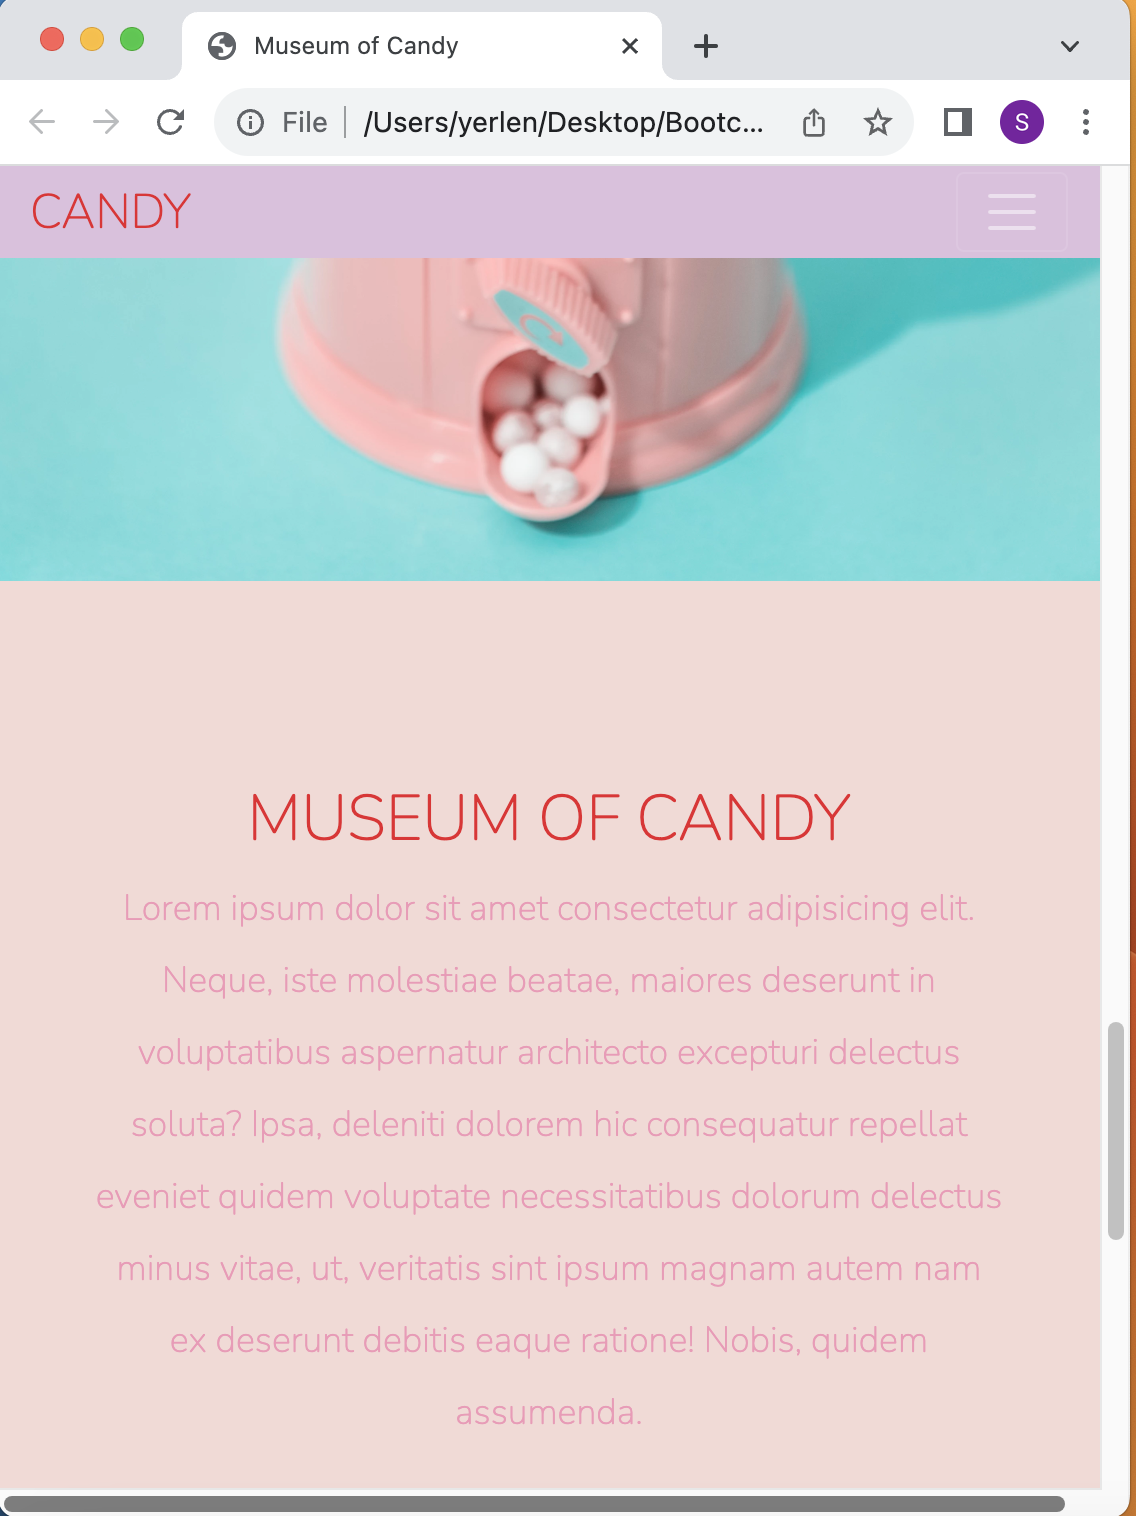 Museum of Candy
File /Users/yerlen/Desktop/Bootc...
S
CANDY
MUSEUM OF CANDY
Lorem ipsum dolor sit amet consectetur adipisicing elit.
Neque, iste molestiae beatae, maiores deserunt in
voluptatibus aspernatur architecto excepturi delectus
soluta? Ipsa, deleniti dolorem hic consequatur repellat
eveniet quidem voluptate necessitatibus dolorum delectus
minus vitae, ut, veritatis sint ipsum magnam autem nam
ex deserunt debitis eaque ratione! Nobis, quidem
assumenda.